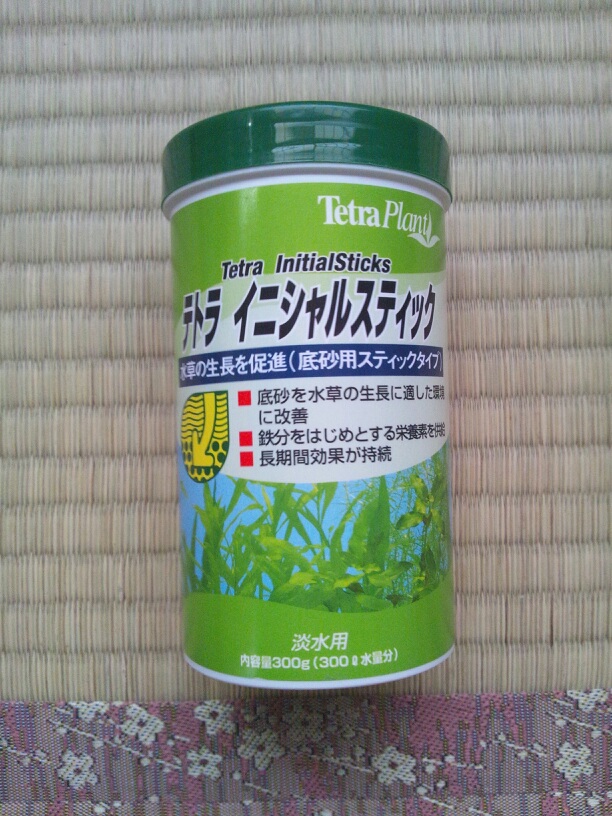 TetraPlant
Tetra InitialSticks
テトラ イニシャルスティック
水草の生長を促進(底砂用スティックタイプ)
底砂を水草の生長に適した環境
に改善
鉄分をはじめとする栄養素を供給
長期間効果が持続
淡水用
内容量300g(300ℓ水量分)